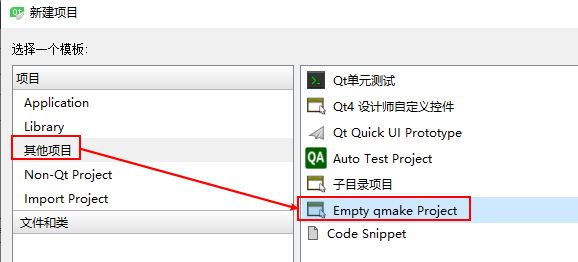 新建项目
选择一个模板:
项目
Application
Library
其他项目
Non-Qt Project
Import Project
文件和类
Qt单元测试
Qt4 设计师自定义控件
Qt Quick UI Prototype
QA Auto Test Project
子目录项目
Empty qmake Project
Code Snippet